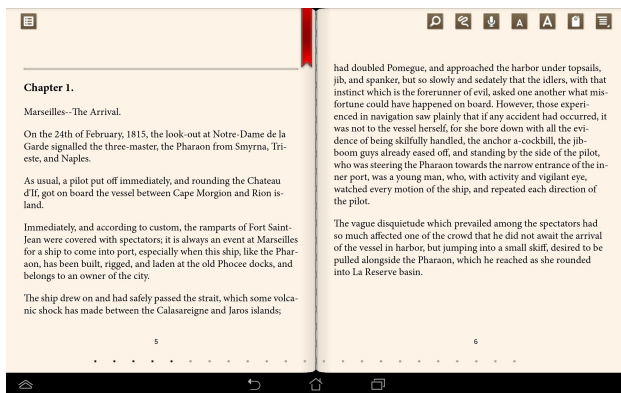 Chapter 1.
Marseilles--The Arrival.
On the 24th of February, 1815, the look-out at Notre-Dame de la
Garde signalled the three-master, the Pharaon from Smyrna, Tri-
este, and Naples.
As usual, a pilot put off immediately, and rounding the Chateau
d'If, got on board the vessel between Cape Morgion and Rion is-
land.
Immediately, and according to custom, the ramparts of Fort Saint-
Jean were covered with spectators; it is always an event at Marseilles
for a ship to come into port, especially when this ship, like the Phar-
aon, has been built, rigged, and laden at the old Phocee docks, and
belongs to an owner of the city.
The ship drew on and had safely passed the strait, which some volca-
nic shock has made between the Calasareigne and Jaros islands;
5
A
A
had doubled Pomegue, and approached the harbor under topsails,
jib, and spanker, but so slowly and sedately that the idlers, with that
instinct which is the forerunner of evil, asked one another what mis-
fortune could have happened on board. However, those experi-
enced in navigation saw plainly that if any accident had occurred, it
was not to the vessel herself, for she bore down with all the evi-
dence of being skilfully handled, the anchor a-cockbill, the jib-
boom guys already eased off, and standing by the side of the pilot,
who was steering the Pharaon towards the narrow entrance of the in-
ner port, was a young man, who, with activity and vigilant eye,
watched every motion of the ship, and repeated each direction of
the pilot.
The vague disquietude which prevailed among the spectators had
so much affected one of the crowd that he did not await the arrival
of the vessel in harbor, but jumping into a small skiff, desired to be
pulled alongside the Pharaon, which he reached as she rounded
into La Reserve basin.
6